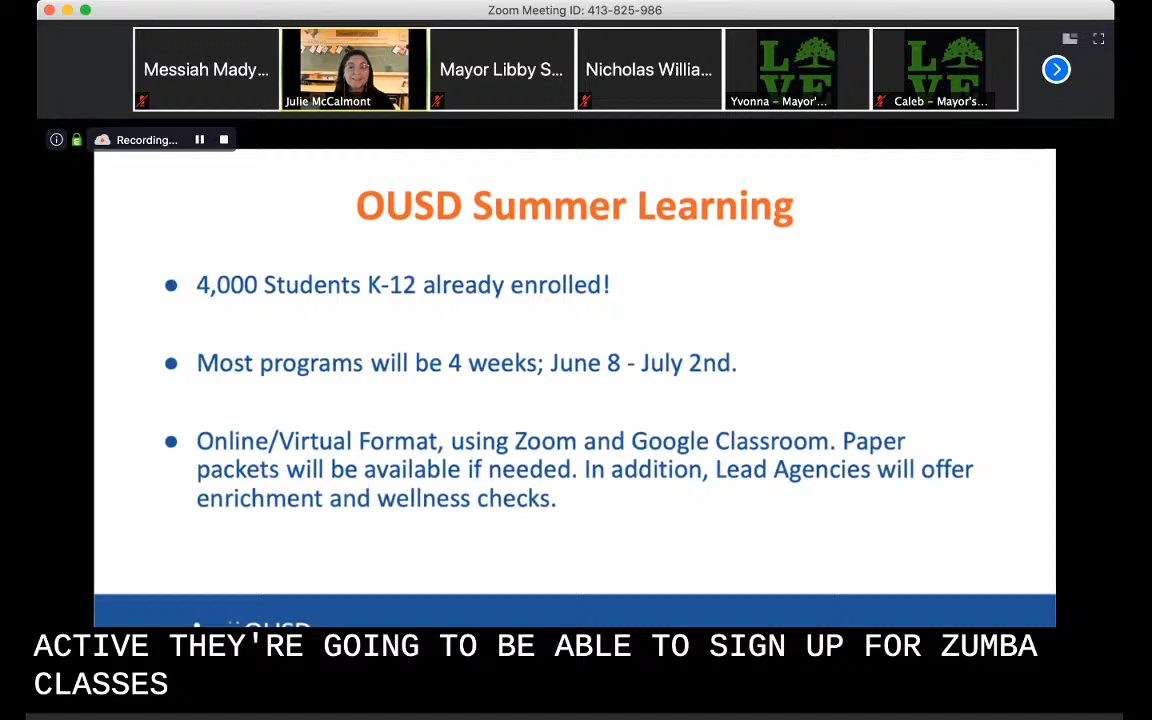 Zoom Meeting ID: 413-825-986
Messiah Mady...
Julie McCalmont
Mayor Libby S...
Nicholas Willia...
LOVE
Yvonna – Mayor'...
LOVE
Caleb – Mayor's...
Recording...
OUSD Summer Learning
● 4,000 Students K-12 already enrolled!
● Most programs will be 4 weeks; June 8 - July 2nd.
● Online/Virtual Format, using Zoom and Google Classroom. Paper
packets will be available if needed. In addition, Lead Agencies will offer
enrichment and wellness checks.
OUSD
ACTIVE THEY'RE GOING TO BE ABLE TO SIGN UP FOR ZUMBA
CLASSES